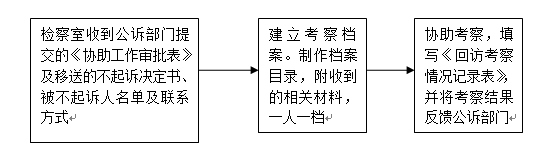 检察室收到公诉部门提
交的《协助工作审批表》
及移送的不起诉决定书、
被不起诉人名单及联系
方式
建立考察档
案。制作档案
目录，附收到
的相关材料，
一人一档
协助考察，填
写《回访考察
情况记录表》，
并将考察结果
反馈公诉部门